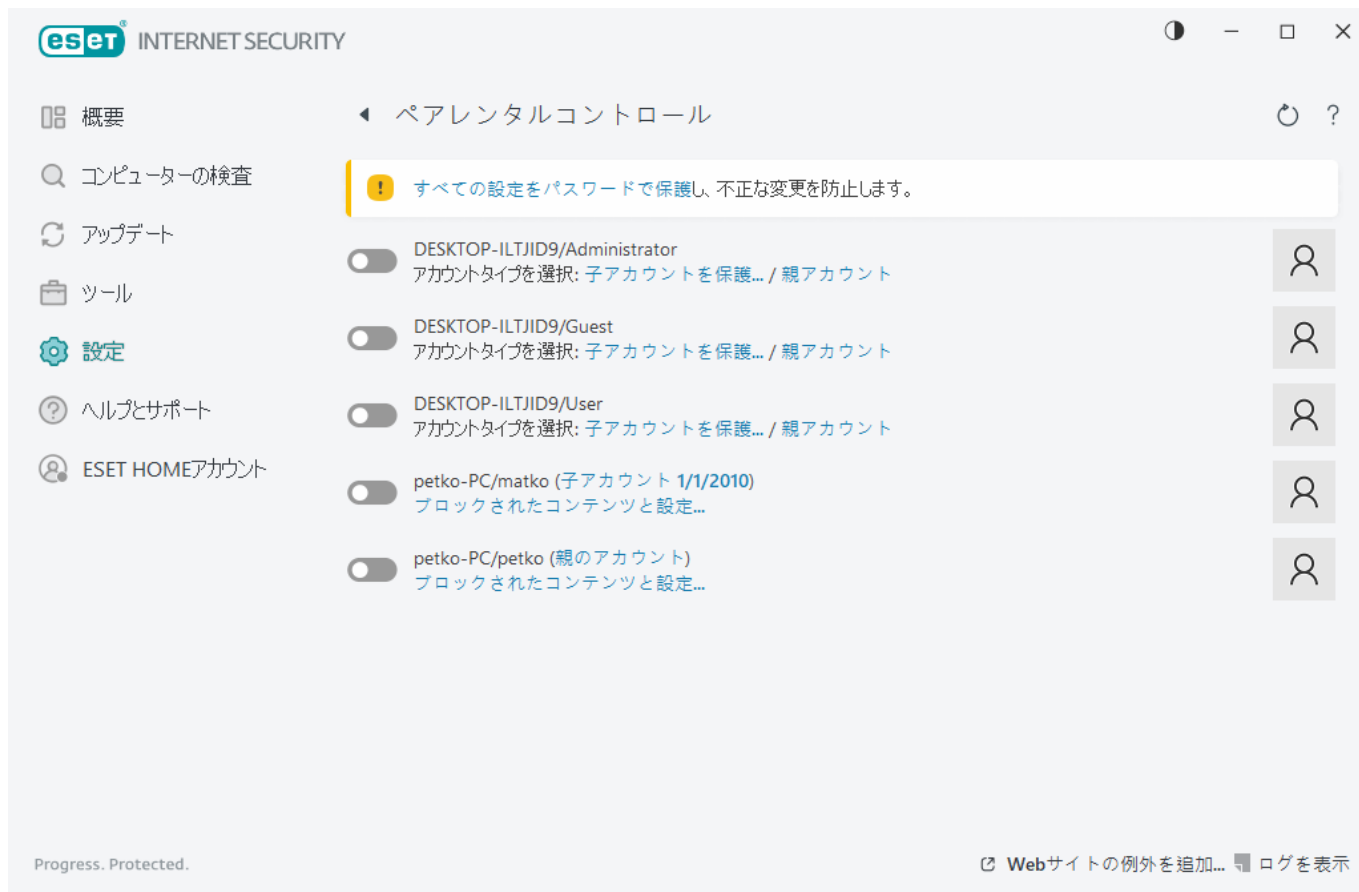 eset® INTERNET SECURITY
概要
コンピューターの検査
アップデート
ツール
設定
ヘルプとサポート
ESET HOMEアカウント
ペアレンタルコントロール
?
すべての設定をパスワードで保護し、不正な変更を防止します。
DESKTOP-ILTJID9/Administrator
アカウントタイプを選択: 子アカウントを保護... / 親アカウント
DESKTOP-ILTJID9/Guest
アカウントタイプを選択: 子アカウントを保護... / 親アカウント
DESKTOP-ILTJID9/User
アカウントタイプを選択: 子アカウントを保護... / 親アカウント
petko-PC/matko (子アカウント 1/1/2010)
ブロックされたコンテンツと設定...
petko-PC/petko (親のアカウント)
ブロックされたコンテンツと設定...
Progress. Protected.
Webサイトの例外を追加... ログを表示